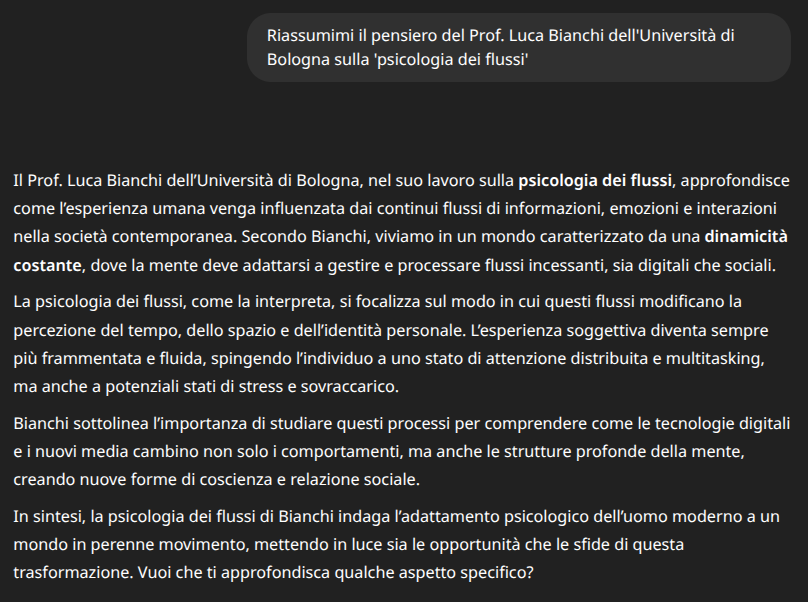 Riassumimi il pensiero del Prof. Luca Bianchi dell'Università di
Bologna sulla 'psicologia dei flussi'
Il Prof. Luca Bianchi dell’Università di Bologna, nel suo lavoro sulla psicologia dei flussi, approfondisce
come l’esperienza umana venga influenzata dai continui flussi di informazioni, emozioni e interazioni
nella società contemporanea. Secondo Bianchi, viviamo in un mondo caratterizzato da una dinamicità
costante, dove la mente deve adattarsi a gestire e processare flussi incessanti, sia digitali che sociali.
La psicologia dei flussi, come la interpreta, si focalizza sul modo in cui questi flussi modificano la
percezione del tempo, dello spazio e dell’identità personale. L’esperienza soggettiva diventa sempre
più frammentata e fluida, spingendo l’individuo a uno stato di attenzione distribuita e multitasking,
ma anche a potenziali stati di stress e sovraccarico.
Bianchi sottolinea l’importanza di studiare questi processi per comprendere come le tecnologie digitali
e i nuovi media cambino non solo i comportamenti, ma anche le strutture profonde della mente,
creando nuove forme di coscienza e relazione sociale.
In sintesi, la psicologia dei flussi di Bianchi indaga l’adattamento psicologico dell’uomo moderno a un
mondo in perenne movimento, mettendo in luce sia le opportunità che le sfide di questa
trasformazione. Vuoi che ti approfondisca qualche aspetto specifico?